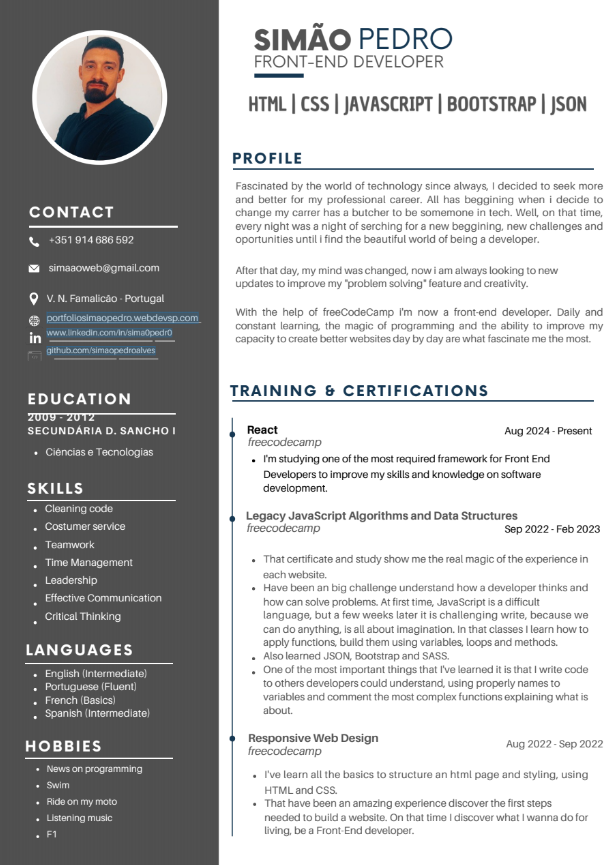 SIMÃO PEDRO
FRONT-END DEVELOPER
HTML | CSS | JAVASCRIPT | BOOTSTRAP | JSON
CONTACT
+351 914 686 592
simaaoweb@gmail.com
V. N. Famalicão - Portugal
portfoliosimaopedro.webdevsp.com
www.linkedin.com/in/sima0pedr0
github.com/simaopedroalves
EDUCATION
2009 - 2012
SECUNDÁRIA D. SANCHO I
• Ciências e Tecnologias
SKILLS
• Cleaning code
• Costumer service
• Teamwork
• Time Management
• Leadership
• Effective Communication
• Critical Thinking
LANGUAGES
• English (Intermediate)
• Portuguese (Fluent)
• French (Basics)
• Spanish (Intermediate)
HOBBIES
• News on programming
• Swim
• Ride on my moto
• Listening music
• F1
PROFILE
Fascinated by the world of technology since always, I decided to seek more
and better for my professional career. All has beggining when i decide to
change my carrer has a butcher to be somemone in tech. Well, on that time,
every night was a night of serching for a new beggining, new challenges and
oportunities until i find the beautiful world of being a developer.
After that day, my mind was changed, now i am always looking to new
updates to improve my "problem solving" feature and creativity.
With the help of freeCodeCamp i'm now a front-end developer. Daily and
constant learning, the magic of programming and the ability to improve my
capacity to create better websites day by day are what fascinate me the most.
TRAINING & CERTIFICATIONS
React Aug 2024 - Present
freecodecamp
• I'm studying one of the most required framework for Front End
Developers to improve my skills and knowledge on software
development.
Legacy JavaScript Algorithms and Data Structures
freecodecamp Sep 2022 - Feb 2023
• That certificate and study show me the real magic of the experience in
each website.
• Have been an big challenge understand how a developer thinks and
how can solve problems. At first time, JavaScript is a difficult
language, but a few weeks later it is challenging write, because we
can do anything, is all about imagination. In that classes I learn how to
apply functions, build them using variables, loops and methods.
• Also learned JSON, Bootstrap and SASS.
• One of the most important things that I've learned it is that I write code
to others developers could understand, using properly names to
variables and comment the most complex functions explaining what is
about.
Responsive Web Design Aug 2022 - Sep 2022
freecodecamp
• I've learn all the basics to structure an html page and styling, using
HTML and CSS.
• That have been an amazing experience discover the first steps
needed to build a website. On that time I discover what I wanna do for
living, be a Front-End developer.